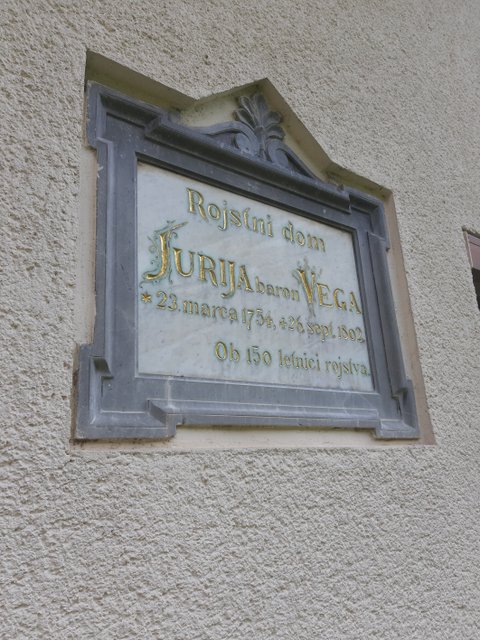 Rojstni dom
JURIJA baron VEGA
* 23. marca 1754, + 26. sept. 1802.
Ob 150 letnici rojstva.